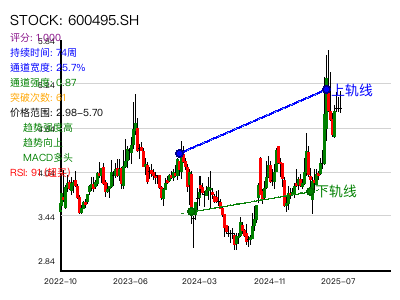 STOCK: 600495.SH
评分: 1.000
持续时间: 74周
通道宽度: 25.7%
通道强度: 0.87
突破次数: 61
价格范围: 2.98-5.70
趋势强度高
趋势向上
MACD多头
RSI: 91 (超买)
上轨线
下轨线
3.44
2.84
2022-10
2023-06
2024-03
2024-11
2025-07